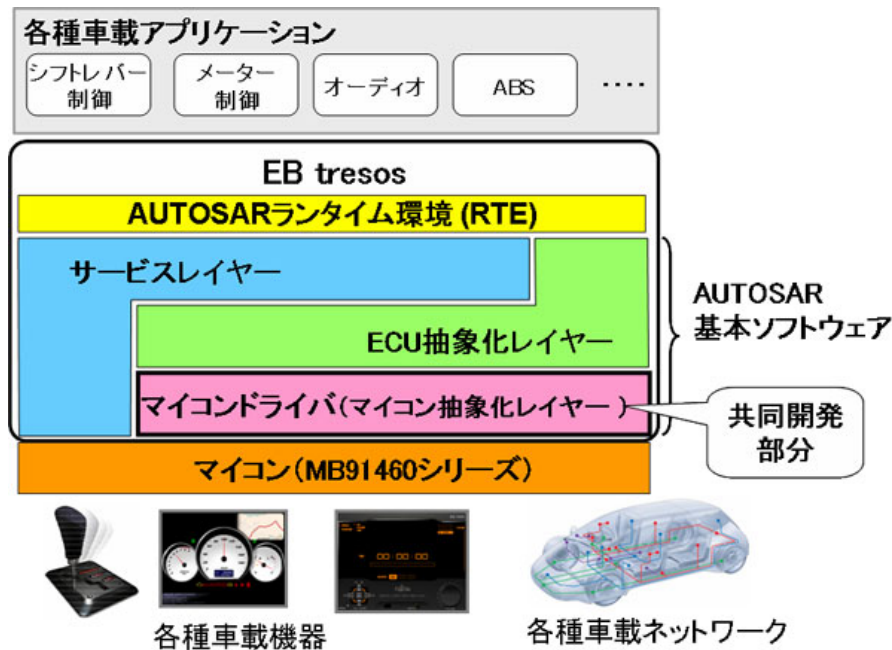 各種車載アプリケーション
シフトレバー
制御
メーター
制御
オーディオ
ABS
....
EB tresos
AUTOSARランタイム環境 (RTE)
サービスレイヤー
ECU抽象化レイヤー
マイコンドライバ(マイコン抽象化レイヤー )
AUTOSAR
基本ソフトウェア
共同開発
部分
マイコン(MB91460シリーズ)
各種車載機器
各種車載ネットワーク